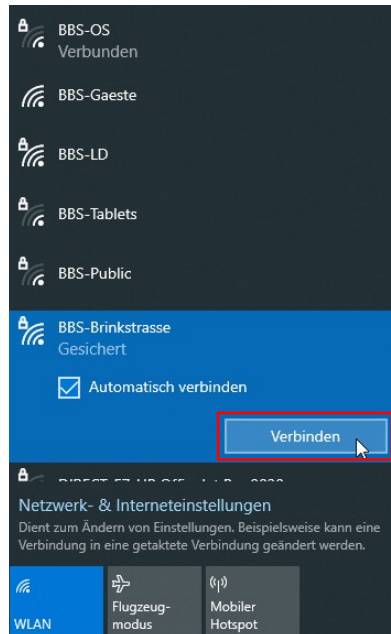 BBS-OS
Verbunden
BBS-Gaeste
BBS-LD
BBS-Tablets
BBS-Public
BBS-Brinkstrasse
Gesichert
Automatisch verbinden
Verbinden
Netzwerk- & Interneteinstellungen
Dient zum Ändern von Einstellungen. Beispielsweise kann eine
Verbindung in eine getaktete Verbindung geändert werden.
WLAN
Flugzeug-
modus
Mobiler
Hotspot